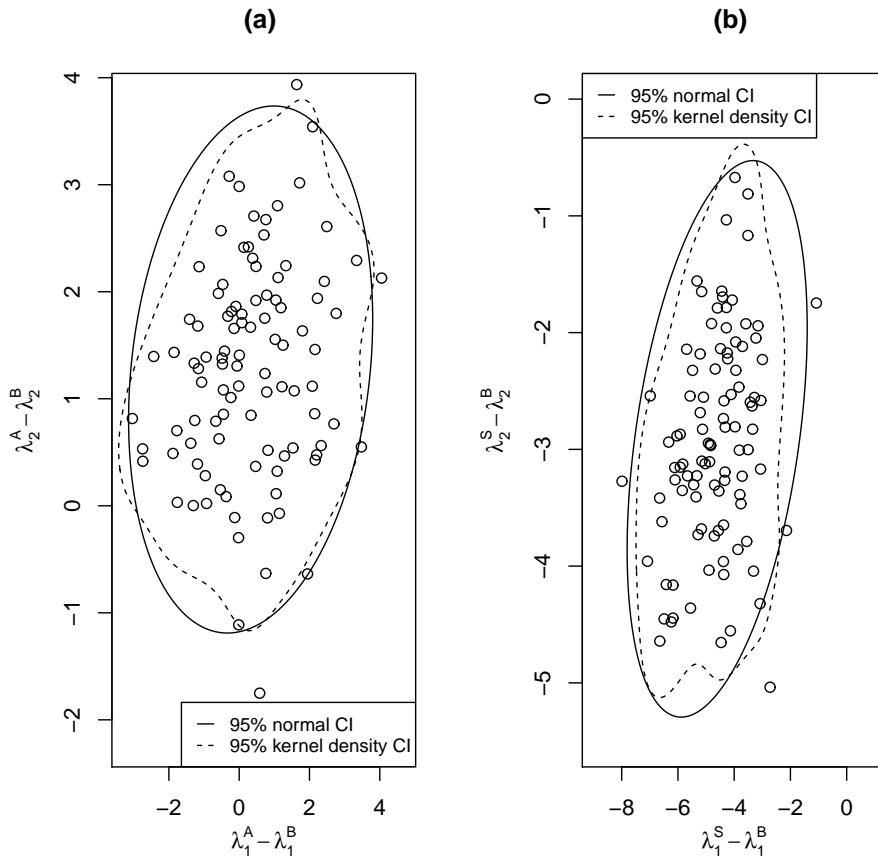 (a)
4
3
2
1
0
−1
−2
λ₂ᴬ − λ₂ᴮ
95% normal CI
95% kernel density CI
−2 0 2 4
λ₁ᴬ − λ₁ᴮ
(b)
95% normal CI
95% kernel density CI
0
−1
−2
−3
−4
−5
λ₂ˢ − λ₂ᴮ
−8 −6 −4 −2 0
λ₁ˢ − λ₁ᴮ